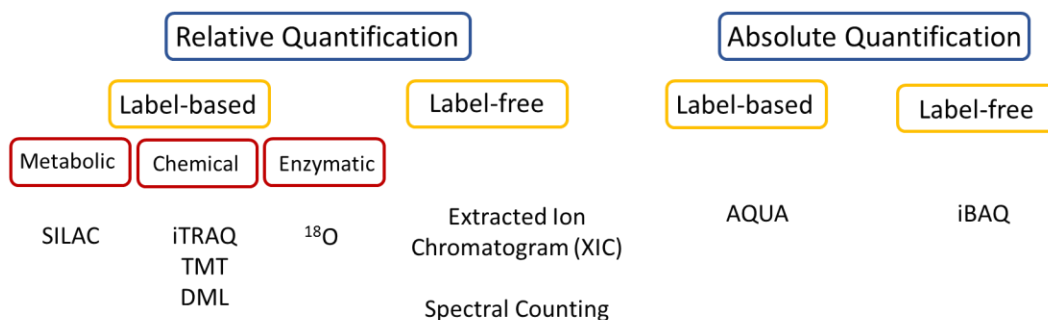 Relative Quantification
Absolute Quantification
Label-based
Label-free
Label-based
Label-free
Metabolic
Chemical
Enzymatic
SILAC
iTRAQ
TMT
DML
¹⁸O
Extracted Ion
Chromatogram (XIC)
Spectral Counting
AQUA
iBAQ